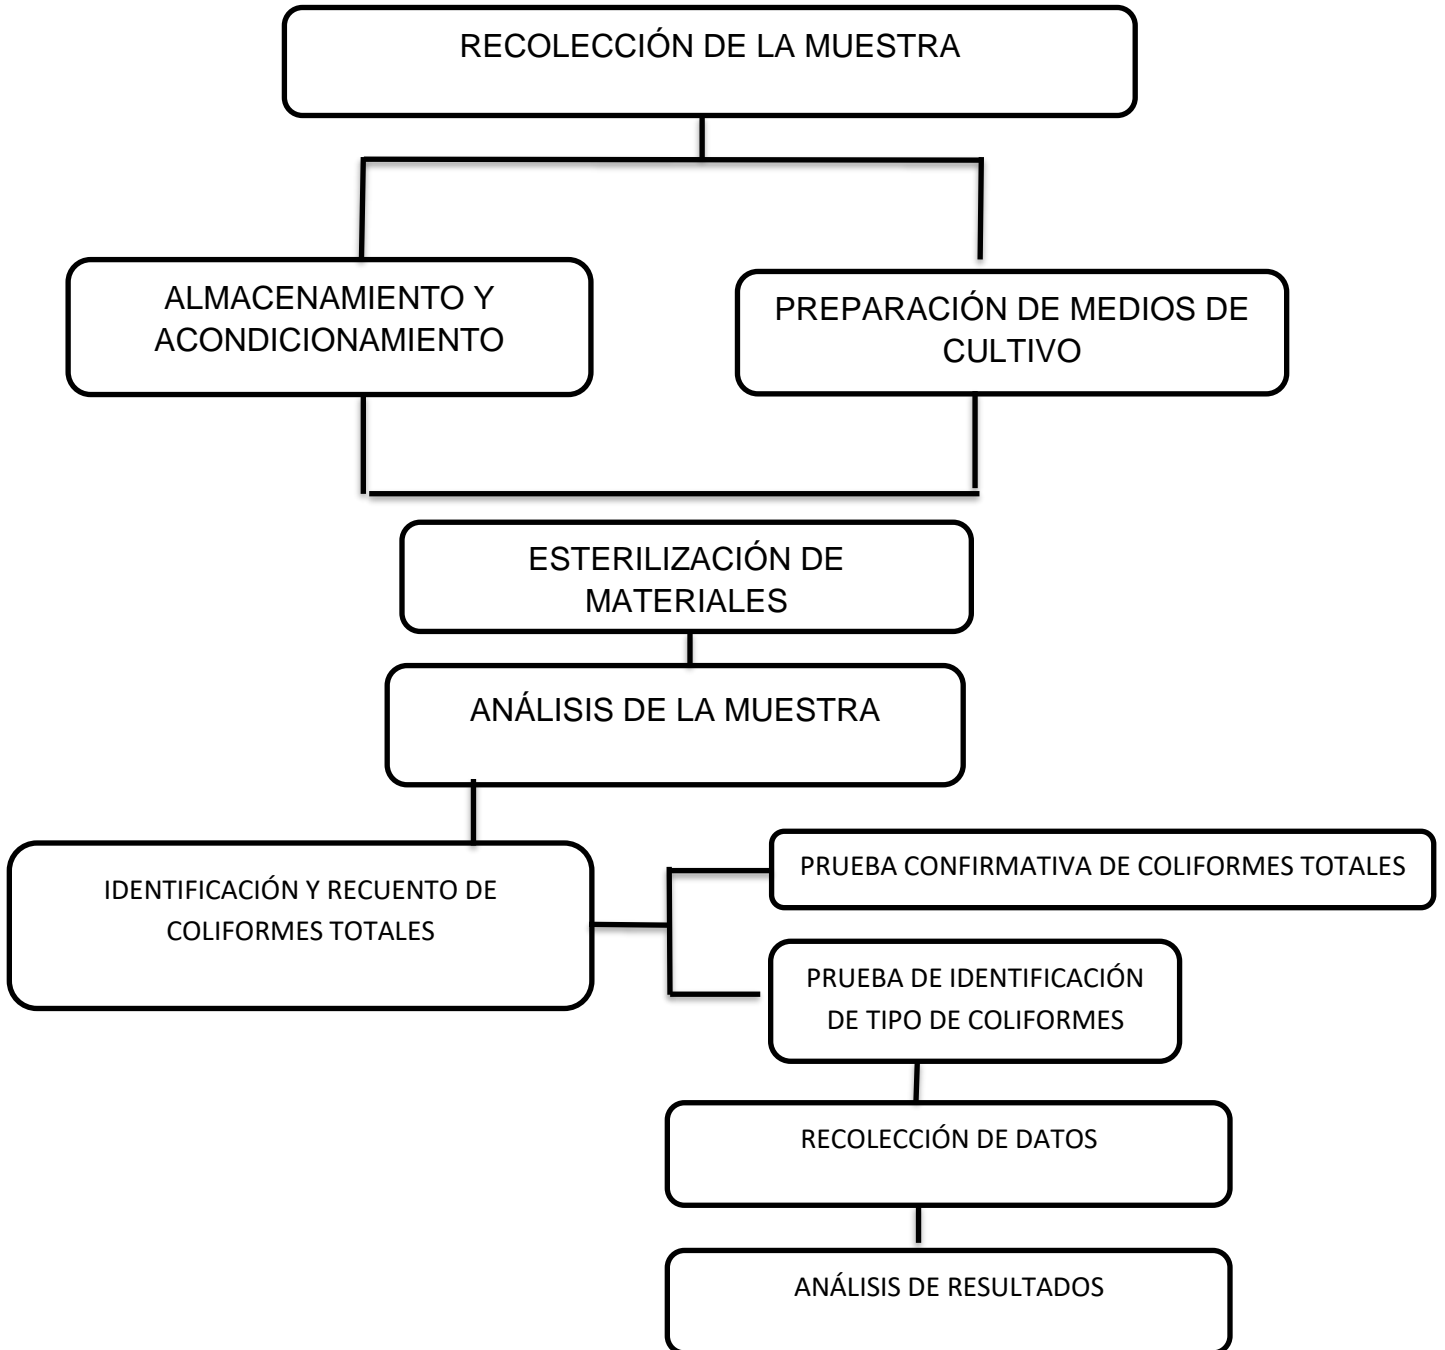 RECOLECCIÓN DE LA MUESTRA
ALMACENAMIENTO Y
ACONDICIONAMIENTO
PREPARACIÓN DE MEDIOS DE
CULTIVO
ESTERILIZACIÓN DE
MATERIALES
ANÁLISIS DE LA MUESTRA
IDENTIFICACIÓN Y RECUENTO DE
COLIFORMES TOTALES
PRUEBA CONFIRMATIVA DE COLIFORMES TOTALES
PRUEBA DE IDENTIFICACIÓN
DE TIPO DE COLIFORMES
RECOLECCIÓN DE DATOS
ANÁLISIS DE RESULTADOS